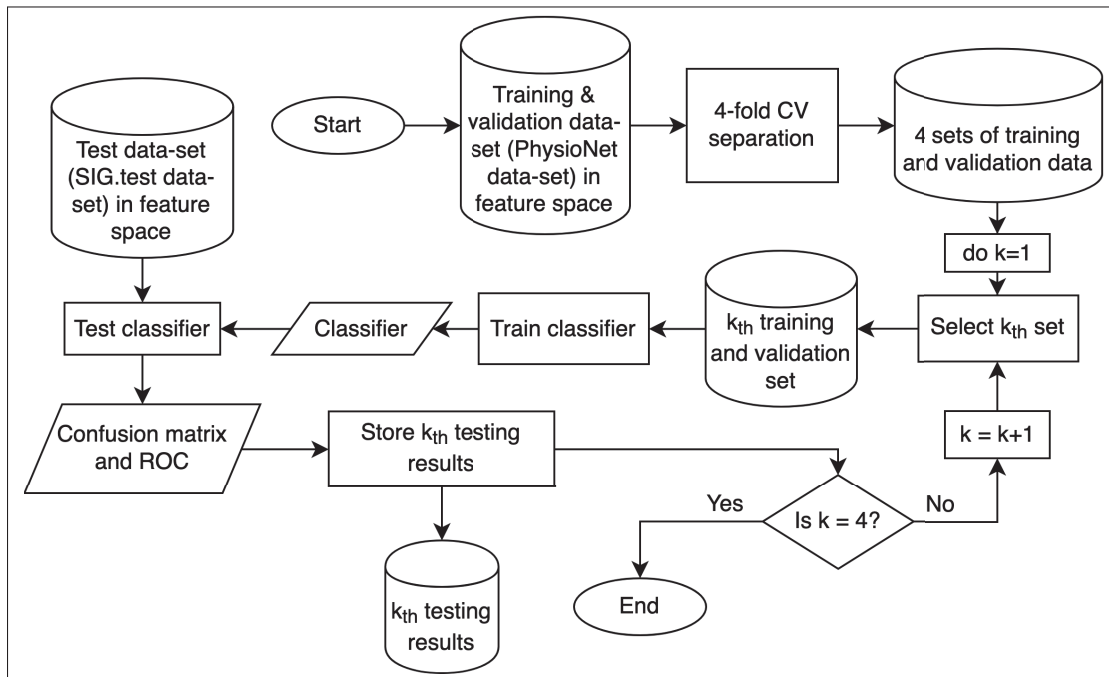 Start
Training &
validation data-
set (PhysioNet
data-set) in
feature space
4-fold CV
separation
4 sets of training
and validation data
Test data-set
(SIG.test data-
set) in feature
space
do k=1
Select kth set
kth training
and validation
set
Train classifier
Classifier
Test classifier
Confusion matrix
and ROC
Store kth testing
results
kth testing
results
Is k = 4?
Yes
No
k = k+1
End